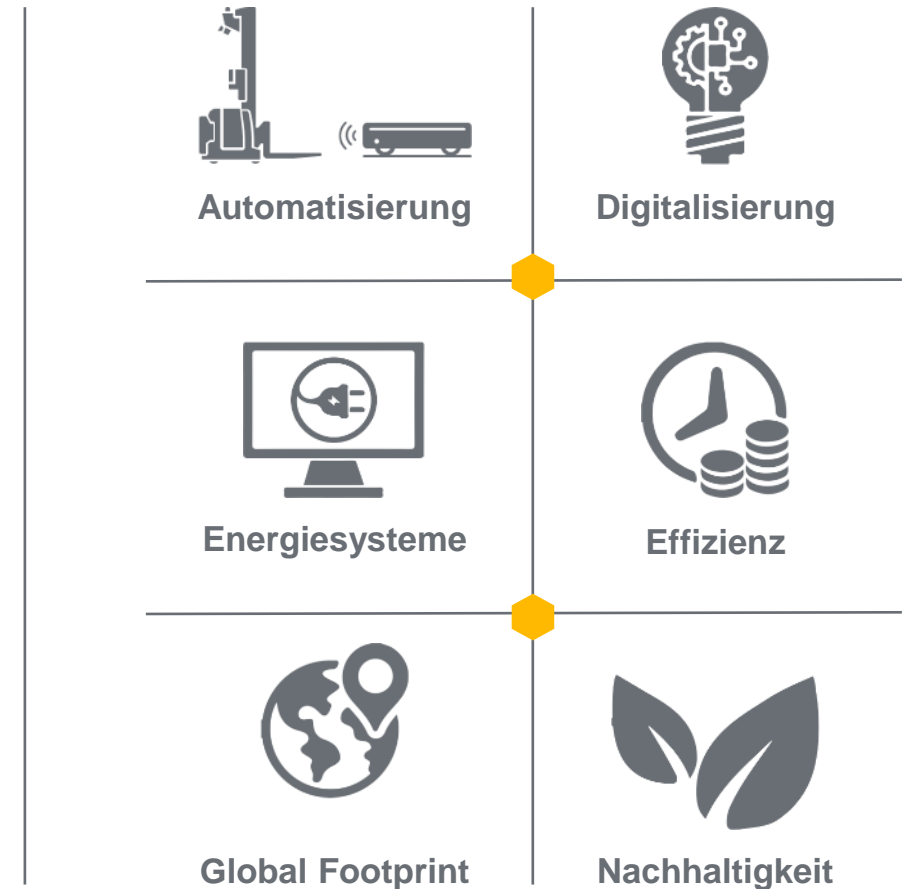 Automatisierung
Digitalisierung
Energiesysteme
Effizienz
Global Footprint
Nachhaltigkeit